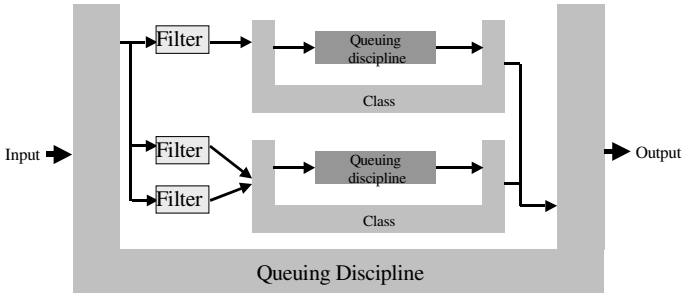 Filter
Queuing
discipline
Class
Input
Filter
Filter
Queuing
discipline
Class
Output
Queuing Discipline